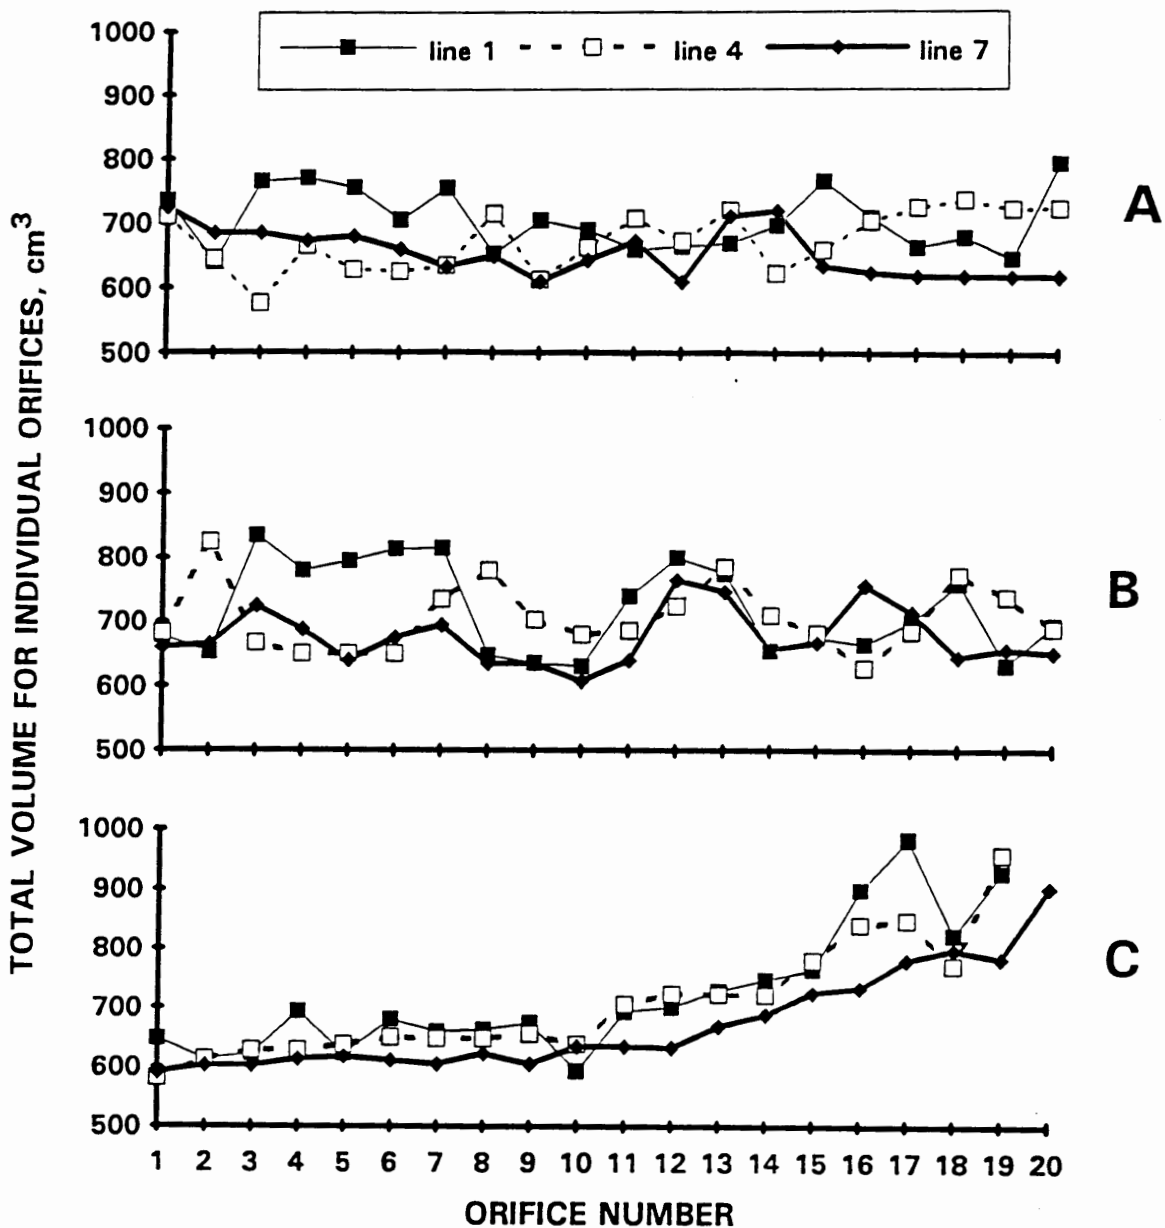 line 1 line 4 line 7
TOTAL VOLUME FOR INDIVIDUAL ORIFICES, cm³
1000
900
800
700
600
500
A
1000
900
800
700
600
500
B
1000
900
800
700
600
500
C
1 2 3 4 5 6 7 8 9 10 11 12 13 14 15 16 17 18 19 20
ORIFICE NUMBER